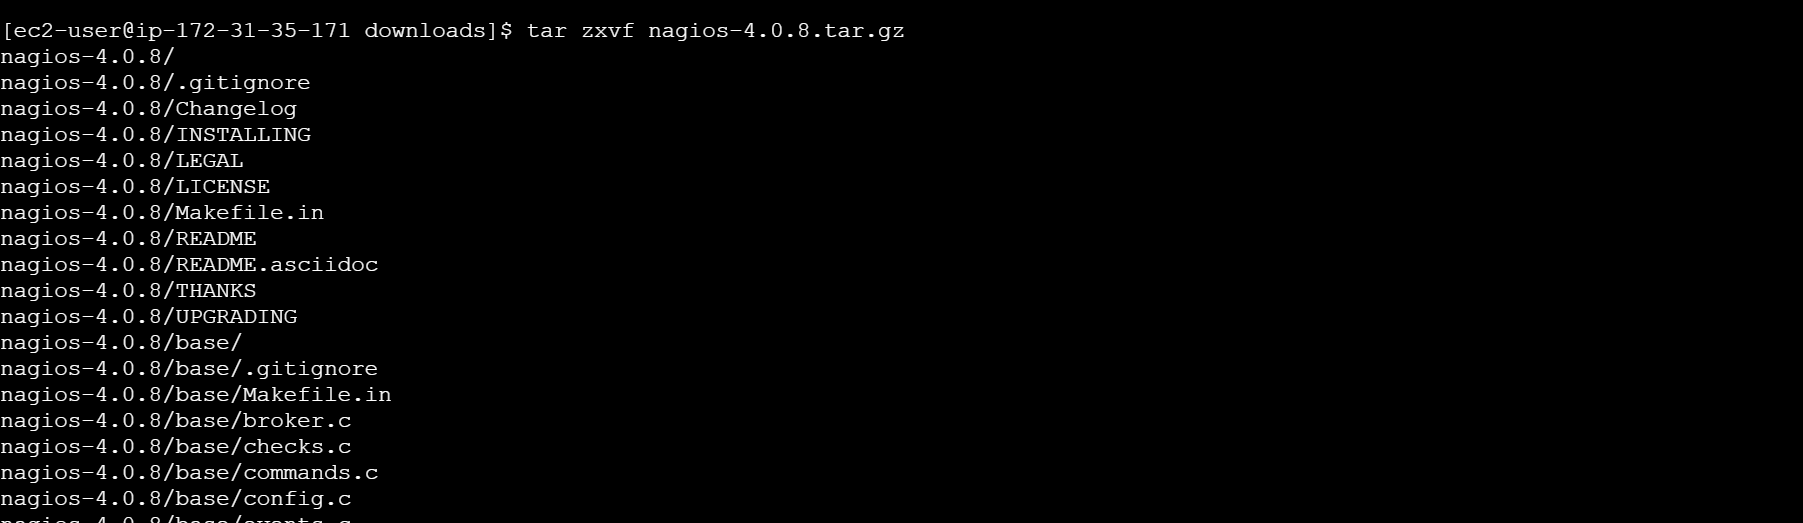 [ec2-user@ip-172-31-35-171 downloads]$ tar zxvf nagios-4.0.8.tar.gz
nagios-4.0.8/
nagios-4.0.8/.gitignore
nagios-4.0.8/Changelog
nagios-4.0.8/INSTALLING
nagios-4.0.8/LEGAL
nagios-4.0.8/LICENSE
nagios-4.0.8/Makefile.in
nagios-4.0.8/README
nagios-4.0.8/README.asciidoc
nagios-4.0.8/THANKS
nagios-4.0.8/UPGRADING
nagios-4.0.8/base/
nagios-4.0.8/base/.gitignore
nagios-4.0.8/base/Makefile.in
nagios-4.0.8/base/broker.c
nagios-4.0.8/base/checks.c
nagios-4.0.8/base/commands.c
nagios-4.0.8/base/config.c